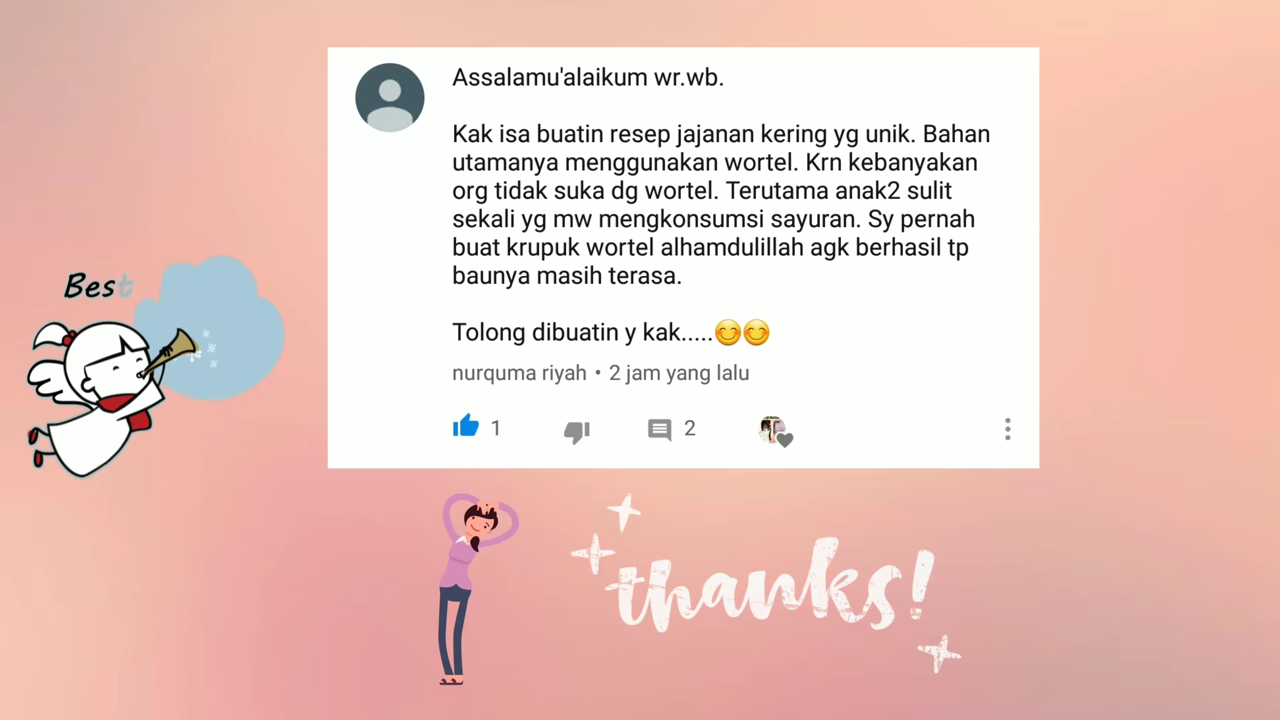 Assalamu'alaikum wr.wb.
Kak isa buatin resep jajanan kering yg unik. Bahan
utamanya menggunakan wortel. Krn kebanyakan
org tidak suka dg wortel. Terutama anak2 sulit
sekali yg mw mengkonsumsi sayuran. Sy pernah
buat krupuk wortel alhamdulillah agk berhasil tp
baunya masih terasa.
Tolong dibuatin y kak.....😊😊
nurquma riyah • 2 jam yang lalu
1 2
Best
thanks!